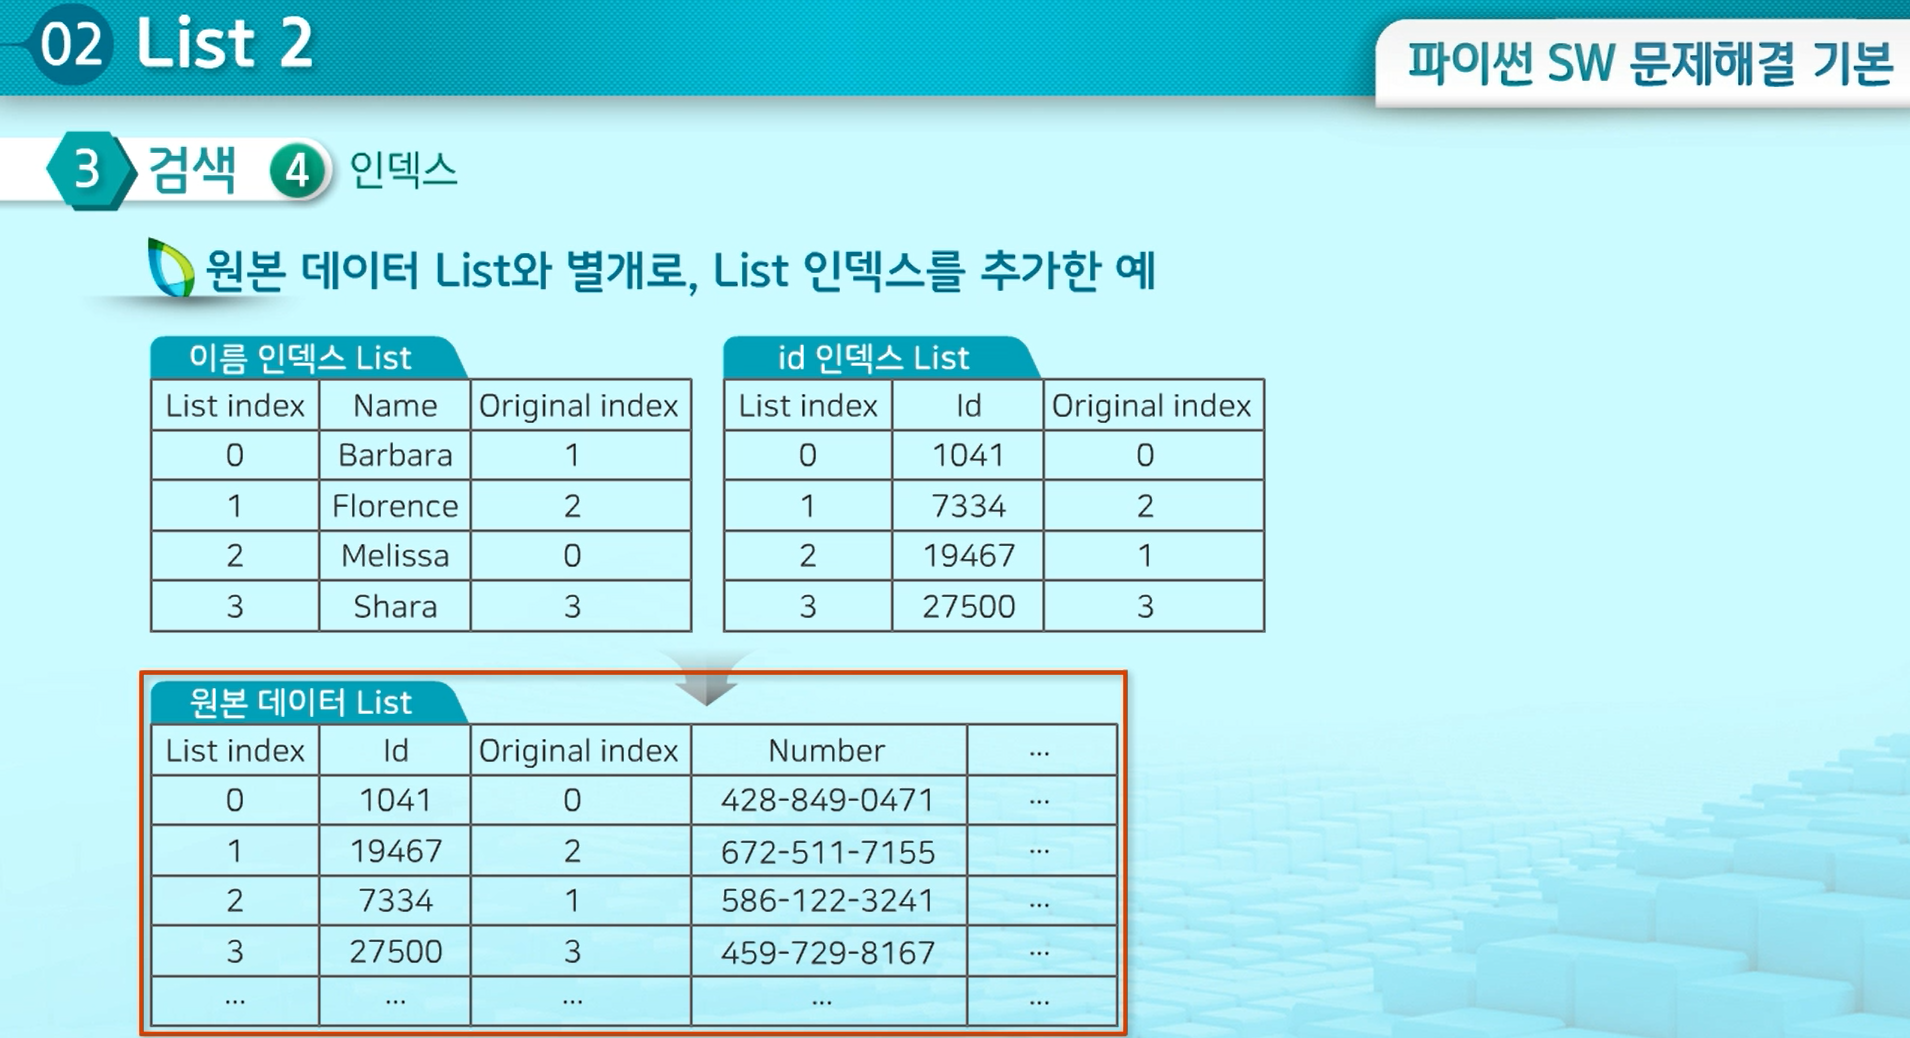 02 List 2
파이썬 SW 문제해결 기본
3 검색 4 인덱스
원본 데이터 List와 별개로, List 인덱스를 추가한 예
이름 인덱스 List
List index Name Original index
0 Barbara 1
1 Florence 2
2 Melissa 0
3 Shara 3
id 인덱스 List
List index Id Original index
0 1041 0
1 7334 2
2 19467 1
3 27500 3
원본 데이터 List
List index Id Original index Number ...
0 1041 0 428-849-0471 ...
1 19467 2 672-511-7155 ...
2 7334 1 586-122-3241 ...
3 27500 3 459-729-8167 ...
... ... ... ... ...